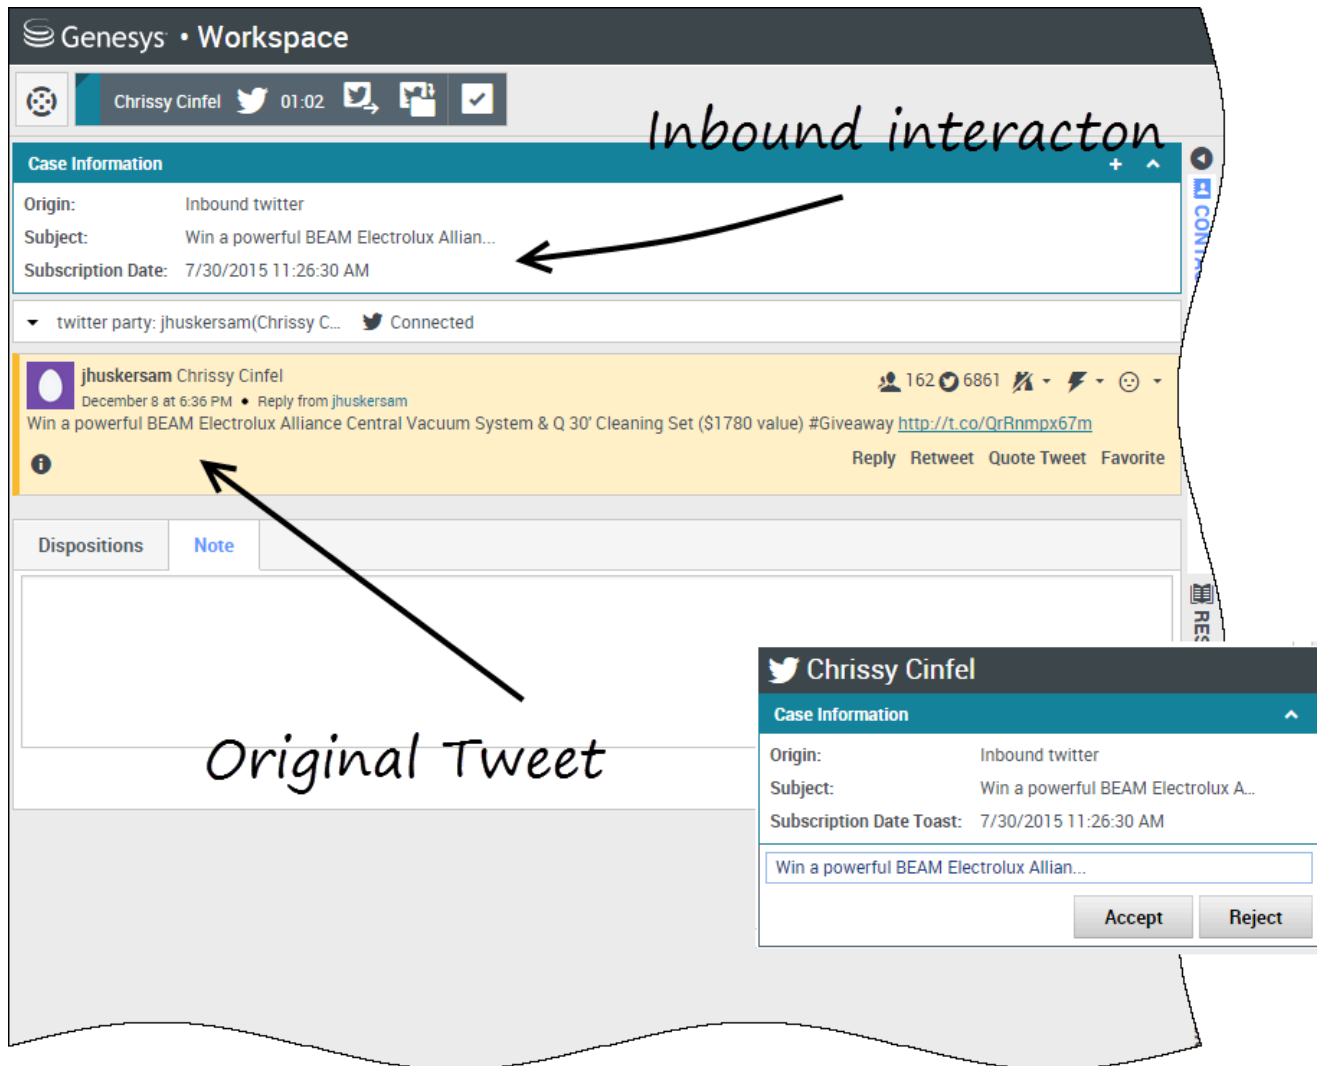 Genesys • Workspace
Chrissy Cinfel 01:02
Inbound interacton
Case Information
Origin: Inbound twitter
Subject: Win a powerful BEAM Electrolux Allian...
Subscription Date: 7/30/2015 11:26:30 AM
CONTAC
twitter party: jhuskersam(Chrissy C... Connected
jhuskersam Chrissy Cinfel
162 6861
December 8 at 6:36 PM • Reply from jhuskersam
Win a powerful BEAM Electrolux Alliance Central Vacuum System & Q 30' Cleaning Set ($1780 value) #Giveaway http://t.co/QrRnmpx67m
Reply Retweet Quote Tweet Favorite
Dispositions Note
RES
Original Tweet
Chrissy Cinfel
Case Information
Origin: Inbound twitter
Subject: Win a powerful BEAM Electrolux A...
Subscription Date Toast: 7/30/2015 11:26:30 AM
Win a powerful BEAM Electrolux Allian...
Accept Reject